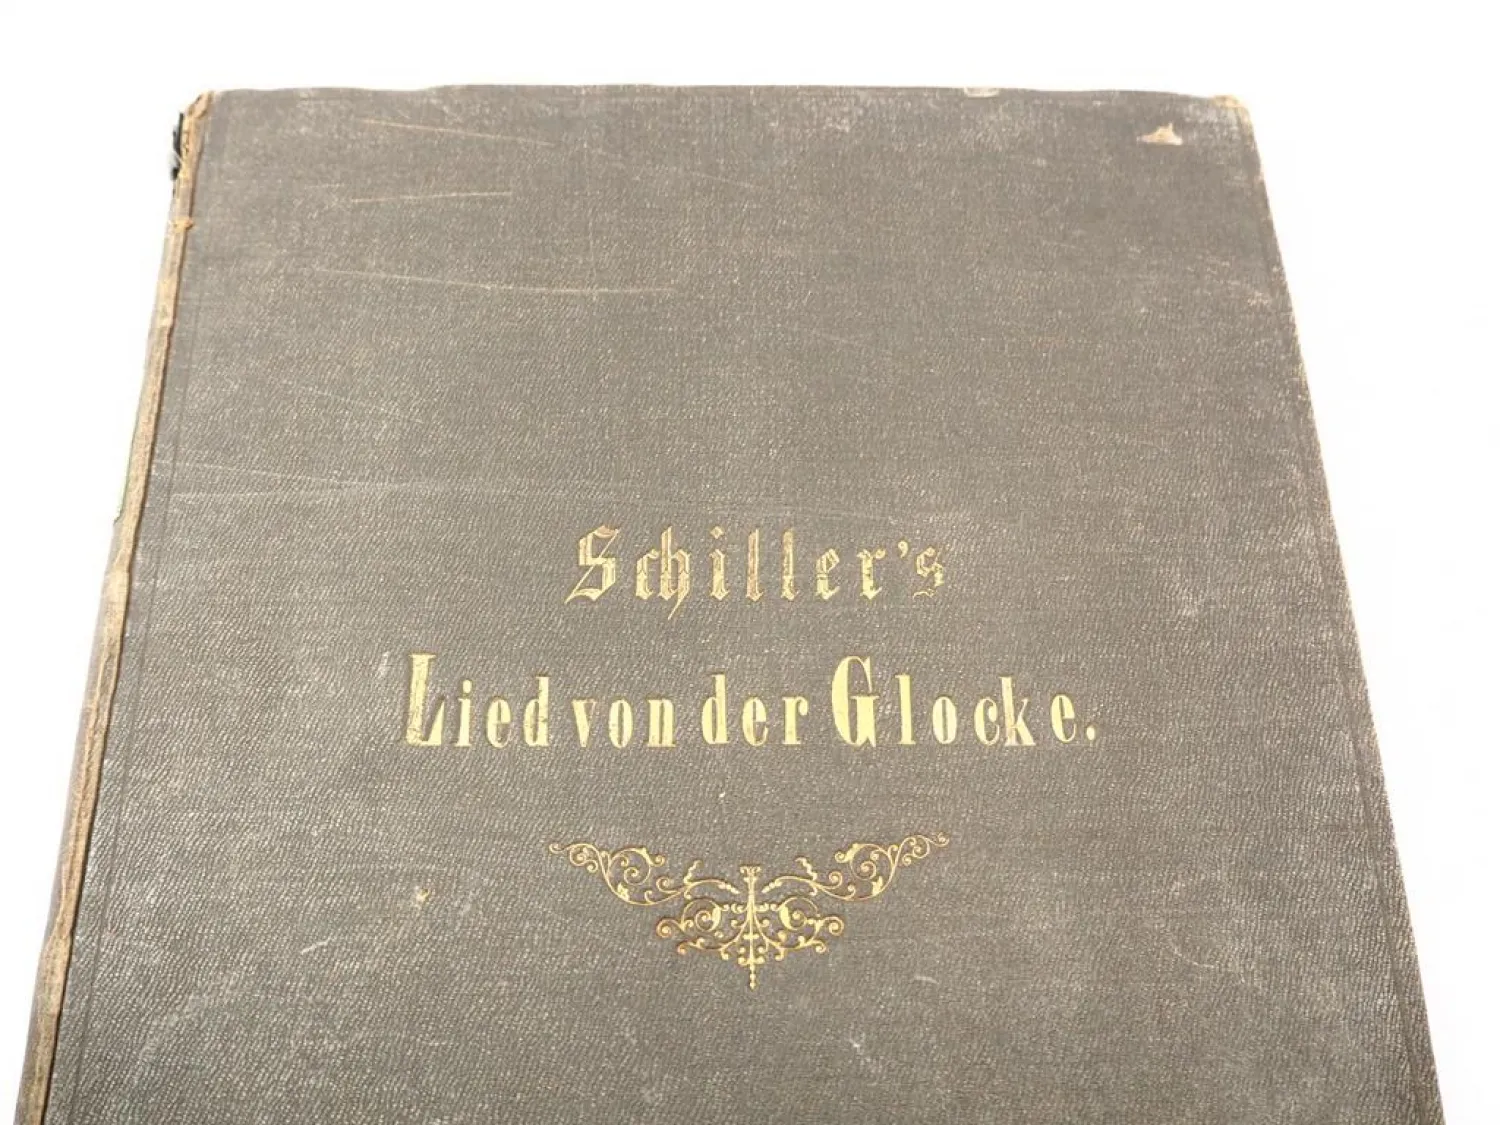 Schiller's
Lied von der Glocke.